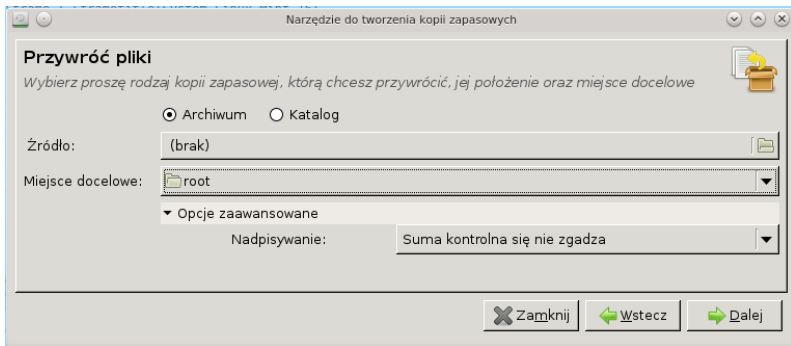 Narzędzie do tworzenia kopii zapasowych
Przywróć pliki
Wybierz proszę rodzaj kopii zapasowej, którą chcesz przywrócić, jej położenie oraz miejsce docelowe
Archiwum Katalog
Źródło: (brak)
Miejsce docelowe: root
Opcje zaawansowane
Nadpisywanie: Suma kontrolna się nie zgadza
Zamknij Wstecz Dalej